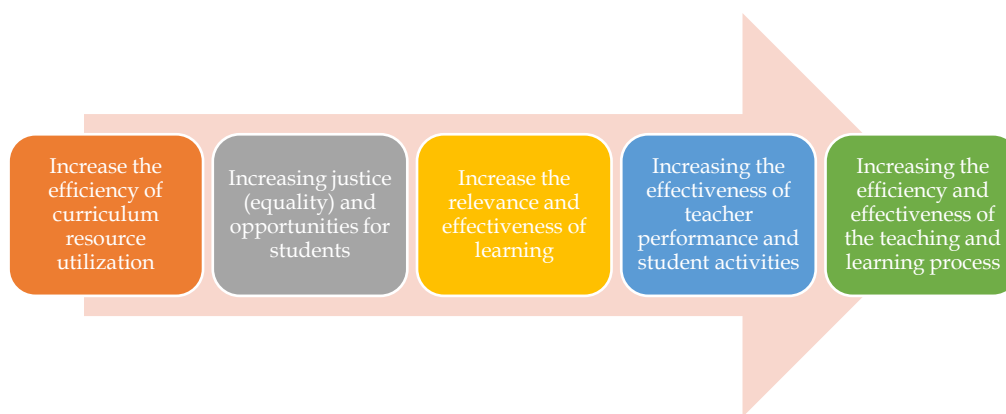 Increase the
efficiency of
curriculum
resource
utilization
Increasing justice
(equality) and
opportunities for
students
Increase the
relevance and
effectiveness of
learning
Increasing the
effectiveness of
teacher
performance and
student activities
Increasing the
efficiency and
effectiveness of
the teaching and
learning process